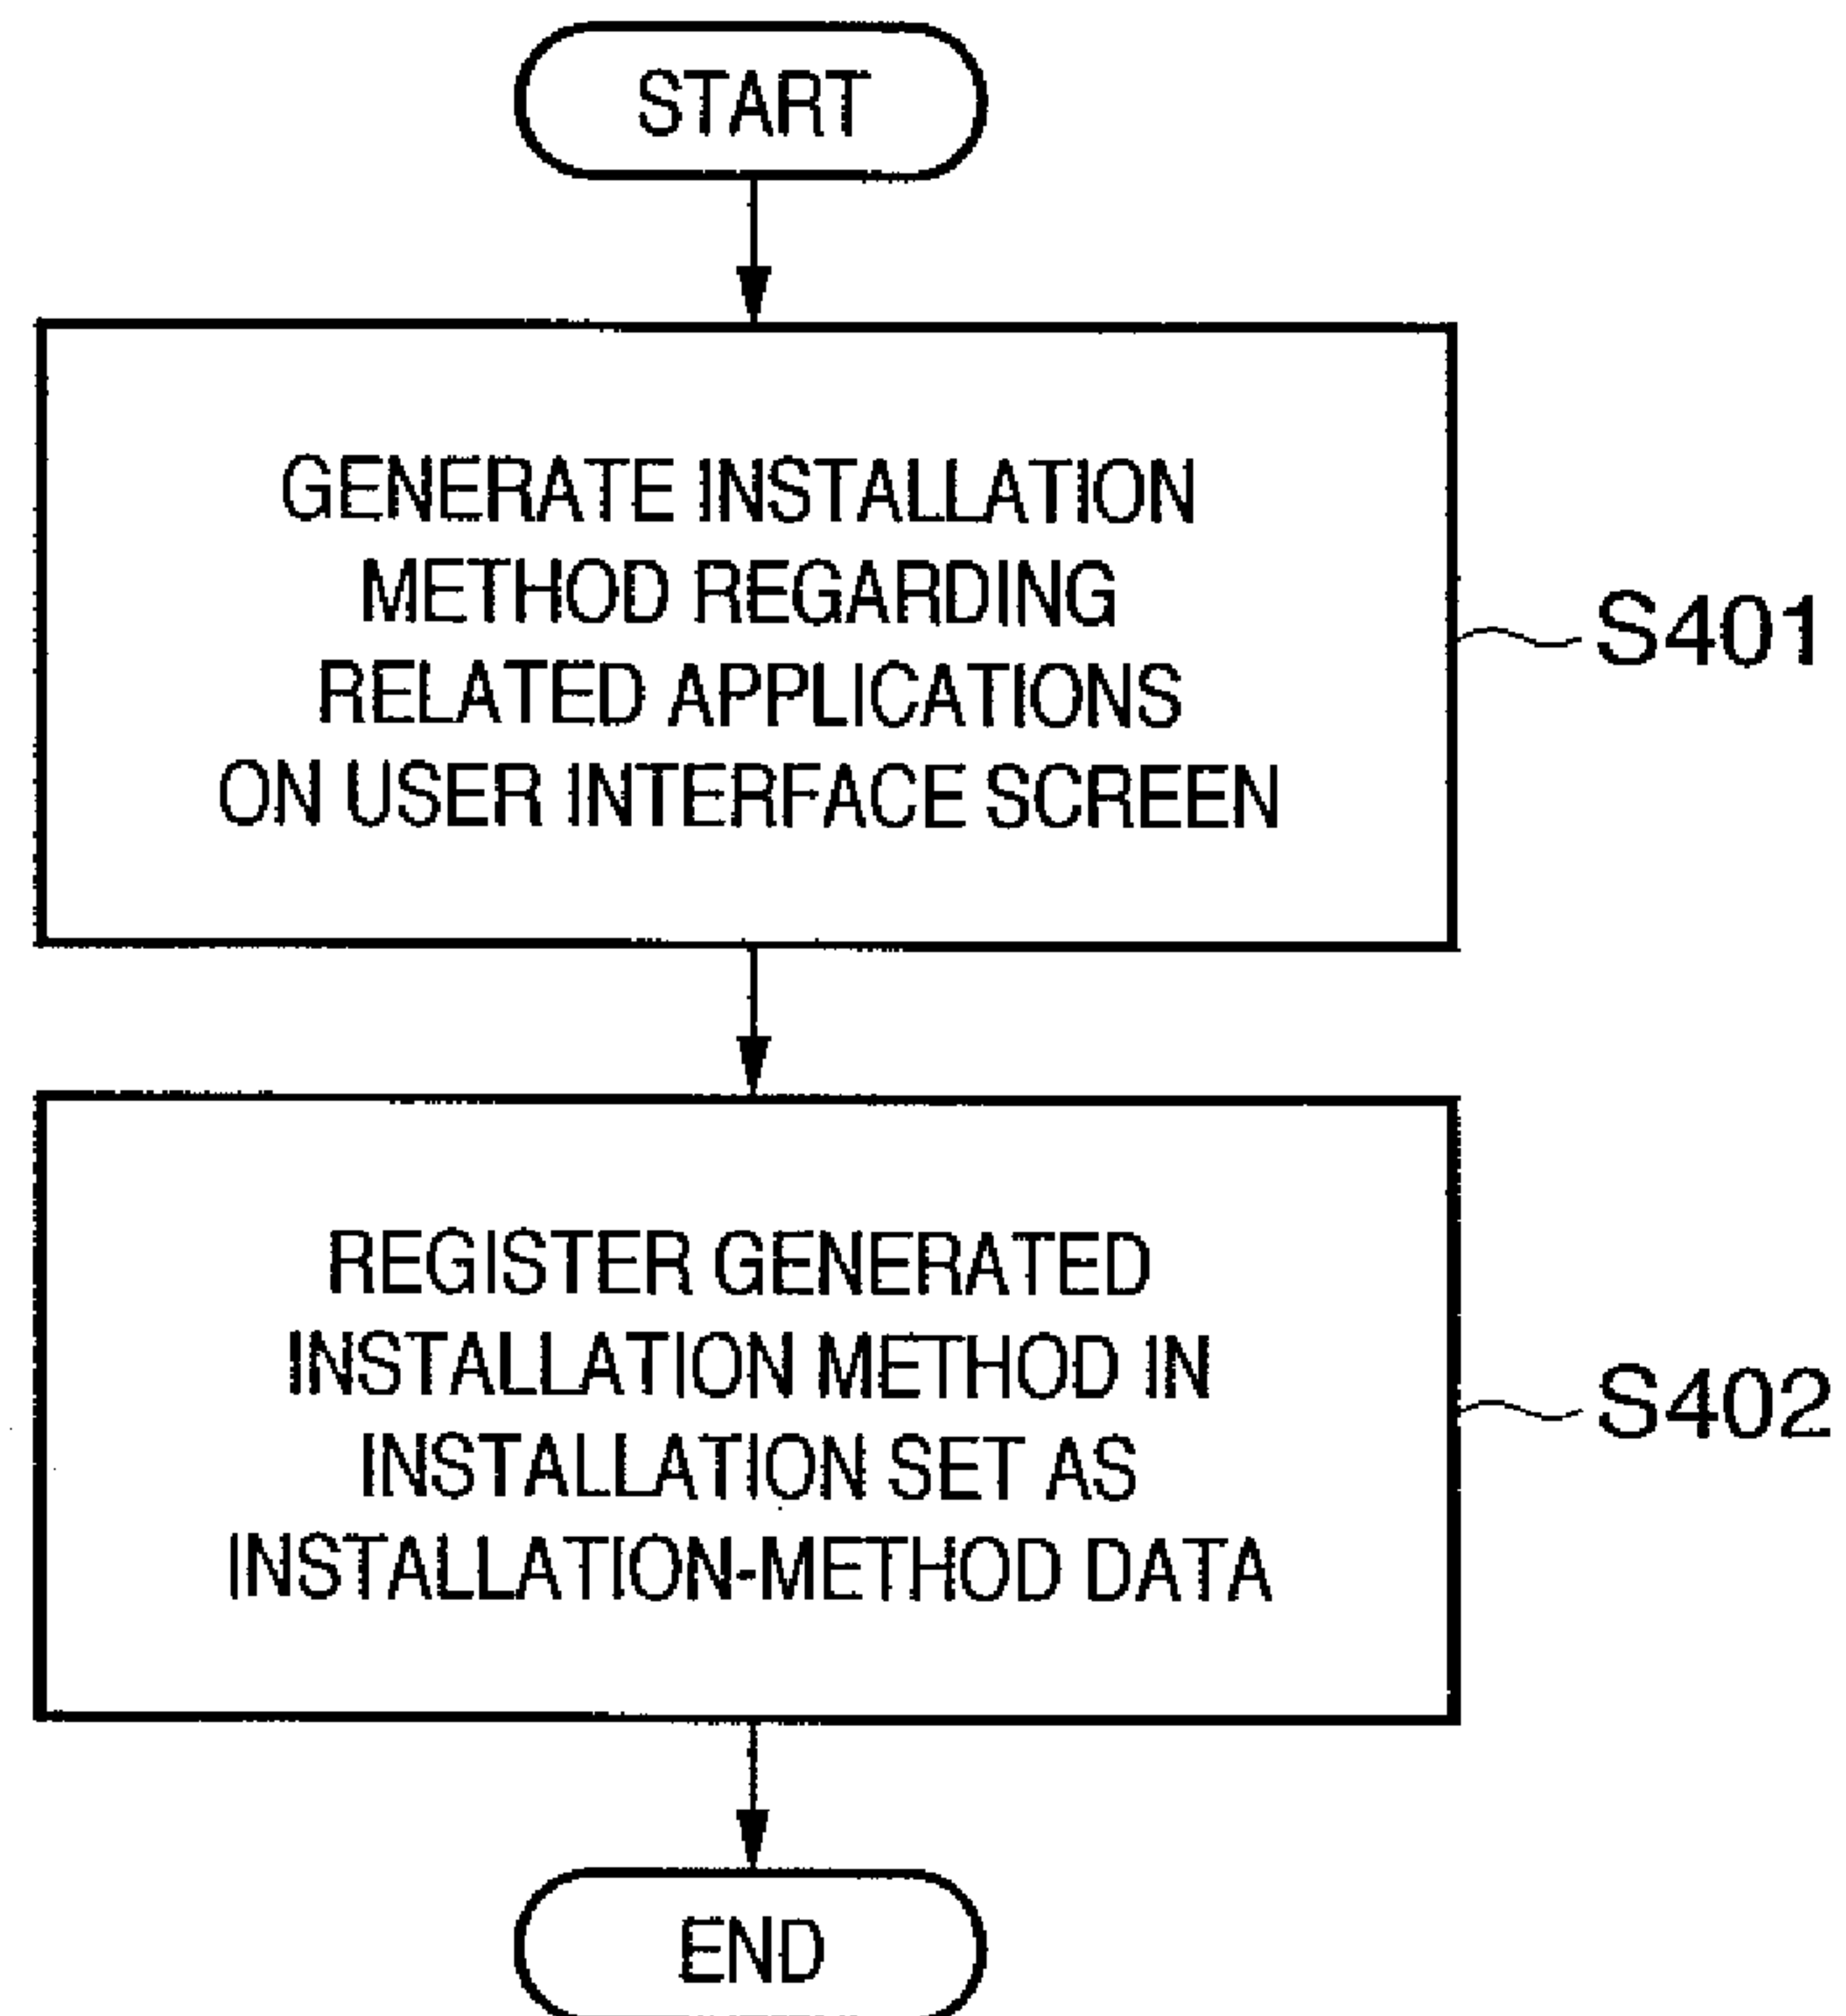 START
GENERATE INSTALLATION
METHOD REGARDING
RELATED APPLICATIONS
ON USER INTERFACE SCREEN
S401
REGISTER GENERATED
INSTALLATION METHOD IN
INSTALLATION SET AS
INSTALLATION-METHOD DATA
S402
END